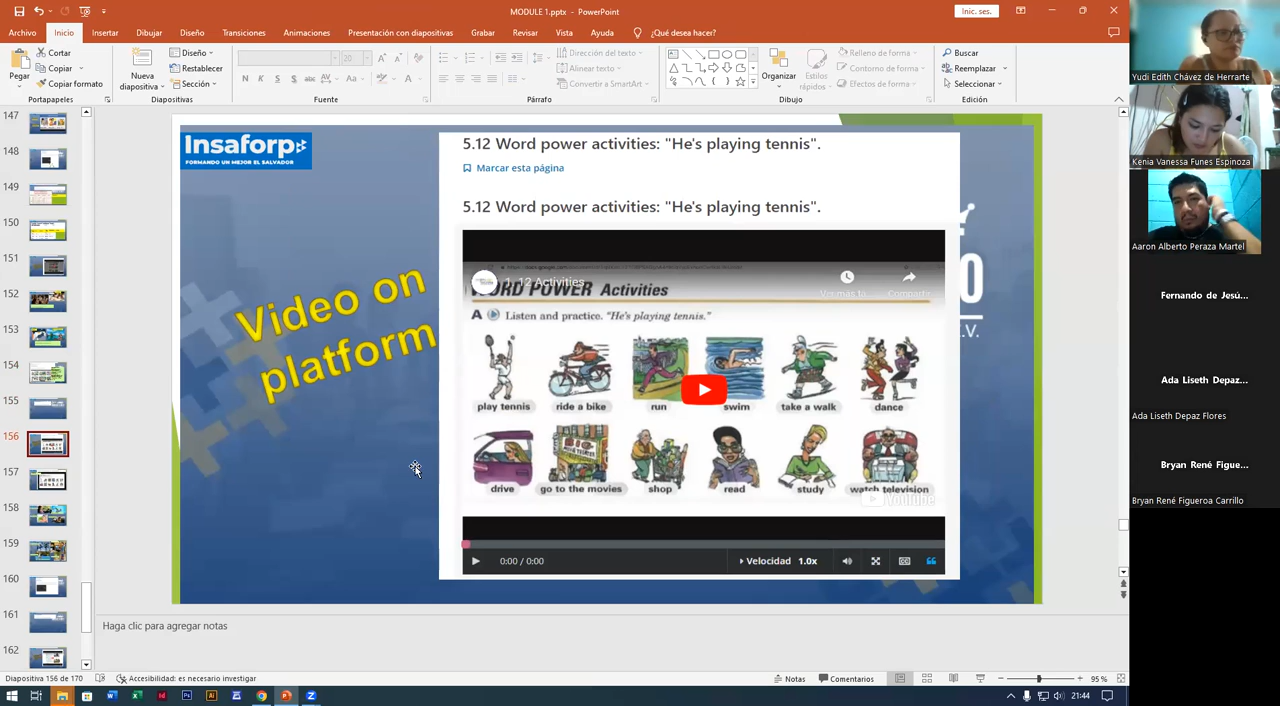 MODULE 1.pptx - PowerPoint
Inic. ses.
Archivo Inicio Insertar Dibujar Diseño Transiciones Animaciones Presentación con diapositivas Grabar Revisar Vista Ayuda ¿Qué desea hacer?
Pegar
Cortar
Copiar
Copiar formato
Portapapeles
Nueva diapositiva
Diseño
Restablecer
Sección
Diapositivas
20
N K S S abc AV Aa A
Fuente
Dirección del texto
Alinear texto
Convertir a SmartArt
Párrafo
Organizar
Estilos rápidos
Relleno de forma
Contorno de forma
Efectos de forma
Dibujo
Buscar
Reemplazar
Seleccionar
Edición
147
148
149
150
151
152
153
154
155
156
157
158
159
160
161
162
Insaforp
FORMANDO UN MEJOR EL SALVADOR
Video on
platform
5.12 Word power activities: "He's playing tennis".
Marcar esta página
5.12 Word power activities: "He's playing tennis".
1. 12 Activities
Compartir
WORD POWER Activities
A Listen and practice. "He's playing tennis."
play tennis ride a bike run swim take a walk dance
drive go to the movies shop read study watch television
YouTube
0:00 / 0:00
Velocidad 1.0x
Haga clic para agregar notas
Diapositiva 156 de 170
Accesibilidad: es necesario investigar
Notas
Comentarios
95 %
21:44
Yudi Edith Chávez de Herrarte
Kenia Vanessa Funes Espinoza
Aaron Alberto Peraza Martel
Fernando de Jesú...
Ada Liseth Depaz...
Ada Liseth Depaz Flores
Bryan René Figue...
Bryan René Figueroa Carrillo